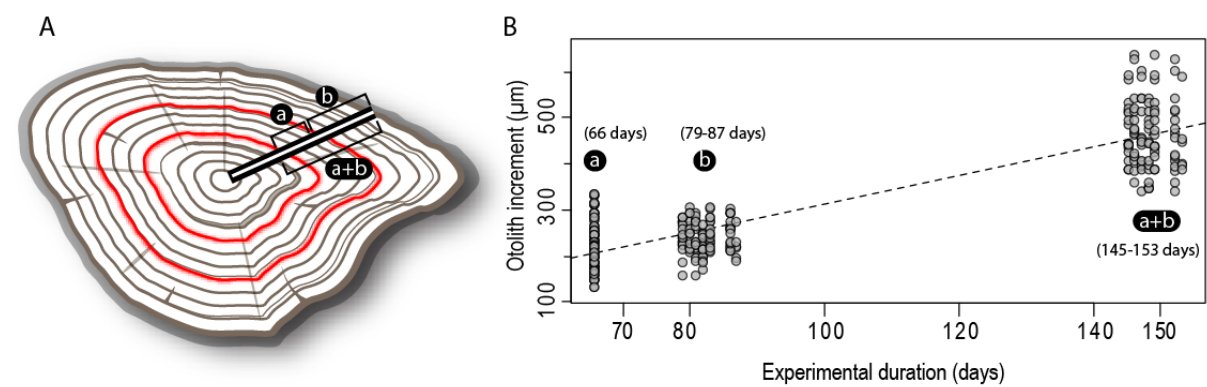 A
a
b
a+b
B
Otolith increment (µm)
500
300
100
(66 days)
a
(79-87 days)
b
a+b
(145-153 days)
70
80
100
120
140
150
Experimental duration (days)